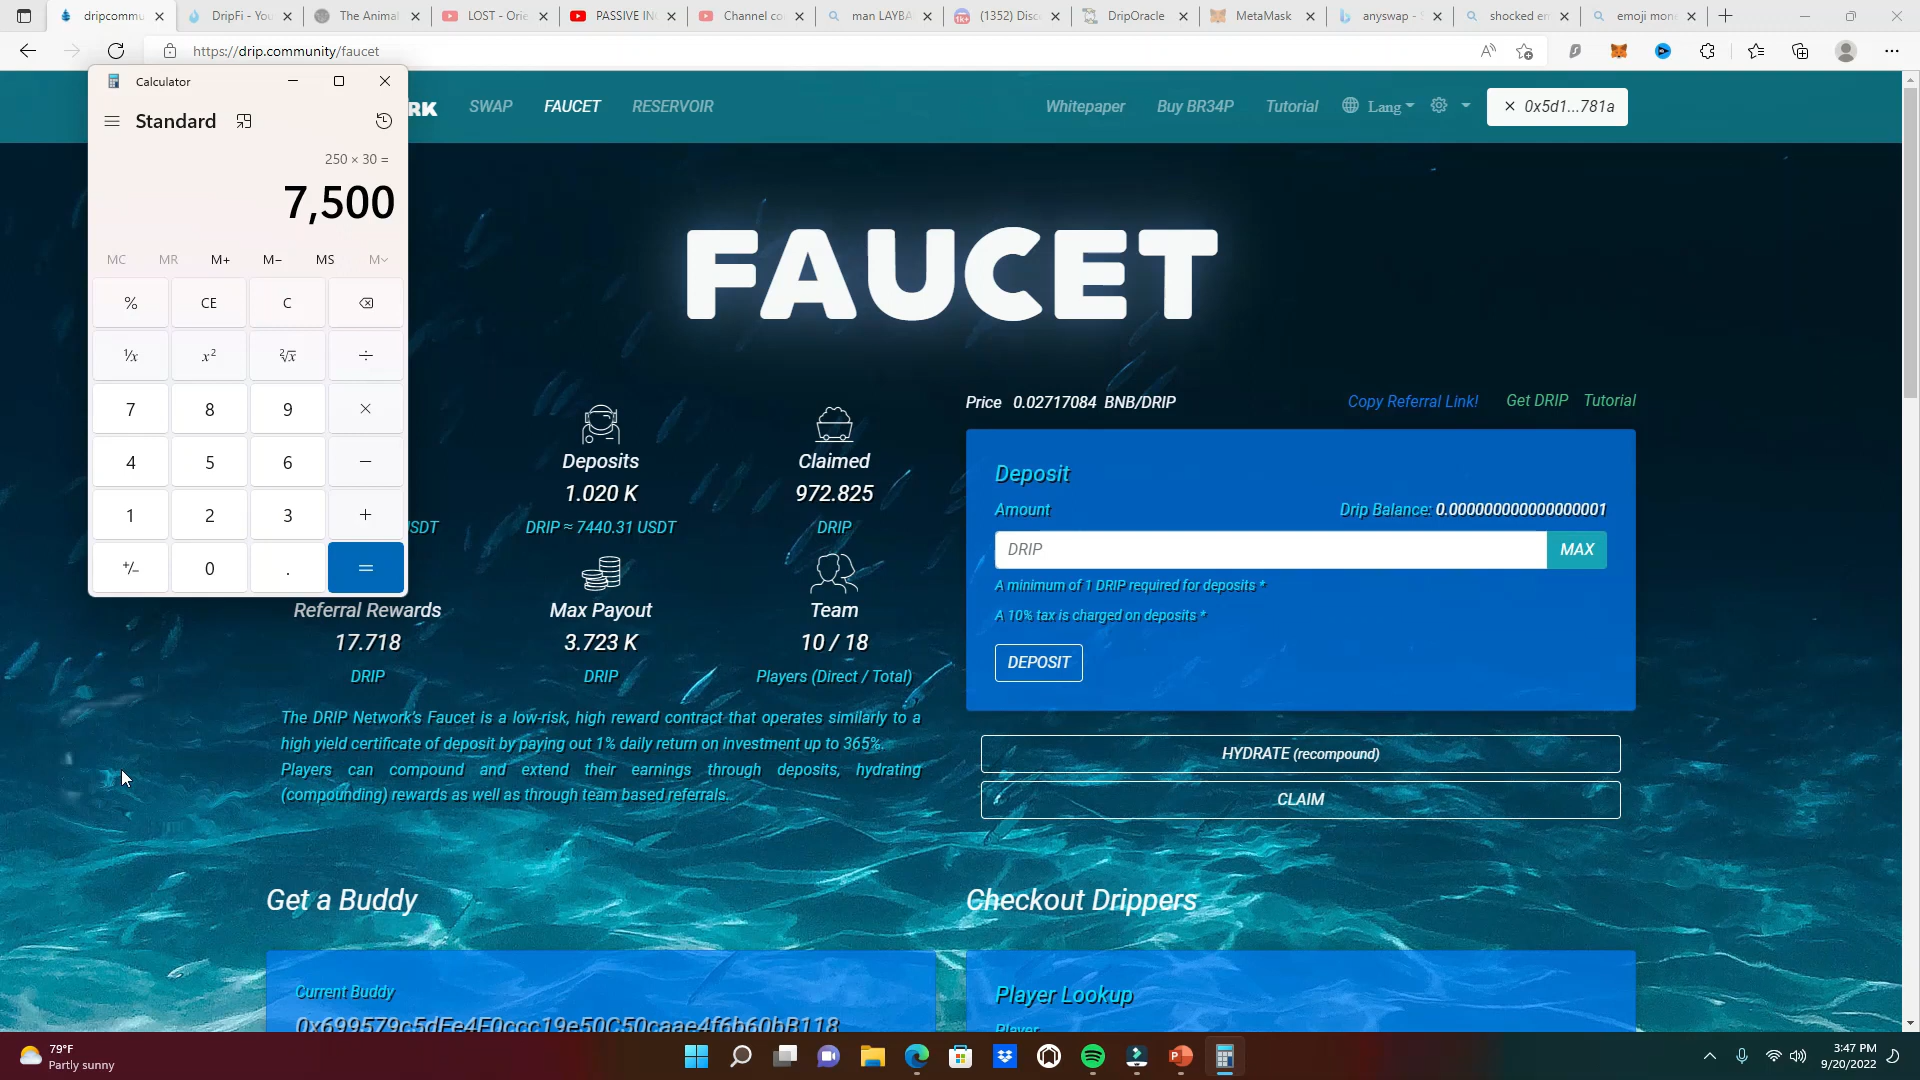 dripcommu
DripFi - You
The Animal
LOST - Orie
PASSIVE IN
Channel co
man LAYBA
(1352) Disc
DripOracle
MetaMask
anyswap - S
shocked em
emoji mon
https://drip.community/faucet
Calculator
Standard
250 × 30 =
7,500
MC MR M+ M− MS M
% CE C
¹/x x² ²√x ÷
7 8 9 ×
4 5 6 −
1 2 3 +
+/− 0 . =
RK SWAP FAUCET RESERVOIR
Whitepaper Buy BR34P Tutorial Lang 0x5d1...781a
FAUCET
Price 0.02717084 BNB/DRIP
Copy Referral Link! Get DRIP Tutorial
USDT
Deposits
1.020 K
DRIP ≈ 7440.31 USDT
Claimed
972.825
DRIP
Referral Rewards
17.718
DRIP
Max Payout
3.723 K
DRIP
Team
10 / 18
Players (Direct / Total)
The DRIP Network's Faucet is a low-risk, high reward contract that operates similarly to a
high yield certificate of deposit by paying out 1% daily return on investment up to 365%.
Players can compound and extend their earnings through deposits, hydrating
(compounding) rewards as well as through team based referrals.
Deposit
Amount
Drip Balance: 0.000000000000000001
DRIP
MAX
A minimum of 1 DRIP required for deposits *
A 10% tax is charged on deposits *
DEPOSIT
HYDRATE (recompound)
CLAIM
Get a Buddy
Current Buddy
0x699579c5dFe4F0ccc19e50C50caae4f6b60bB118
Checkout Drippers
Player Lookup
Player
79°F
Partly sunny
3:47 PM
9/20/2022